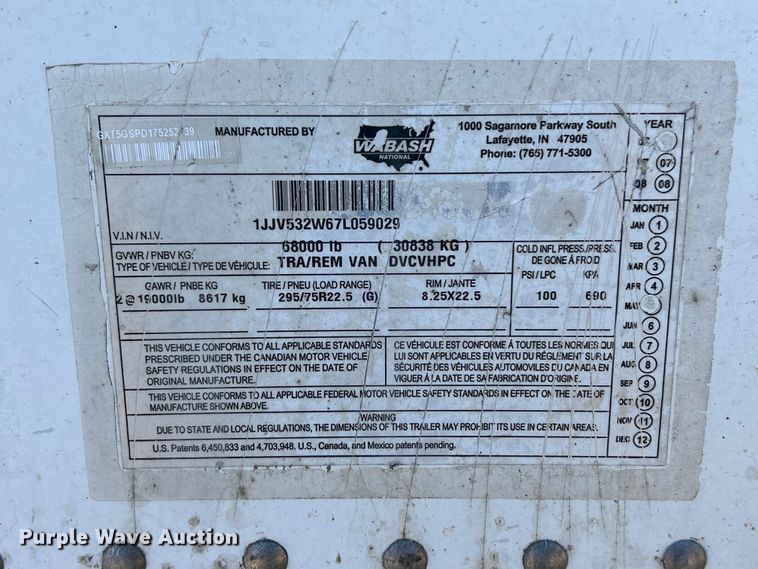 GXT5GSPD175252
39
MANUFACTURED BY
WABASH
NATIONAL
1000 Sagamore Parkway South
Lafayette, IN 47905
Phone: (765) 771-5300
YEAR
07
08 08
1JJV532W67L059029
V.I.N / N.I.V.
GVWR / PNBV KG: 68000 lb ( 30838 KG )
TYPE OF VEHICLE / TYPE DE VÉHICULE: TRA/REM VAN DVCVHPC
COLD INFL PRESS./PRESS.
DE GONE À FROID
PSI/LPC KPA
100 690
GAWR / PNBE KG TIRE / PNEU (LOAD RANGE) RIM / JANTE
2@19000lb 8617 kg 295/75R22.5 (G) 8.25X22.5
THIS VEHICLE CONFORMS TO ALL APPLICABLE STANDARDS
PRESCRIBED UNDER THE CANADIAN MOTOR VEHICLE
SAFETY REGULATIONS IN EFFECT ON THE DATE OF
ORIGINAL MANUFACTURE.
CE VÉHICULE EST CONFORME À TOUTES LES NORMES QUI
LUI SONT APPLICABLES EN VERTU DU RÉGLEMENT SUR LA
SÉCURITÉ DES VÉHICULES AUTOMOBILES DU CANADA EN
VIGUER À LA DATE DE SA FABRICATION D'ORIGINE.
THIS VEHICLE CONFORMS TO ALL APPLICABLE FEDERAL MOTOR VEHICLE SAFETY STANDARDS IN EFFECT ON THE DATE OF
MANUFACTURE SHOWN ABOVE.
WARNING
DUE TO STATE AND LOCAL REGULATIONS, THE DIMENSIONS OF THIS TRAILER MAY PROHIBIT ITS USE IN CERTAIN AREAS.
U.S. Patents 6,450,833 and 4,703,948. U.S., Canada, and Mexico patents pending.
MONTH
JAN 1
FEB 2
MAR 3
APR 4
MAY
JUN 6
JUL 7
AUG 8
SEP 9
OCT 10
NOV 11
DEC 12
Purple Wave Auction